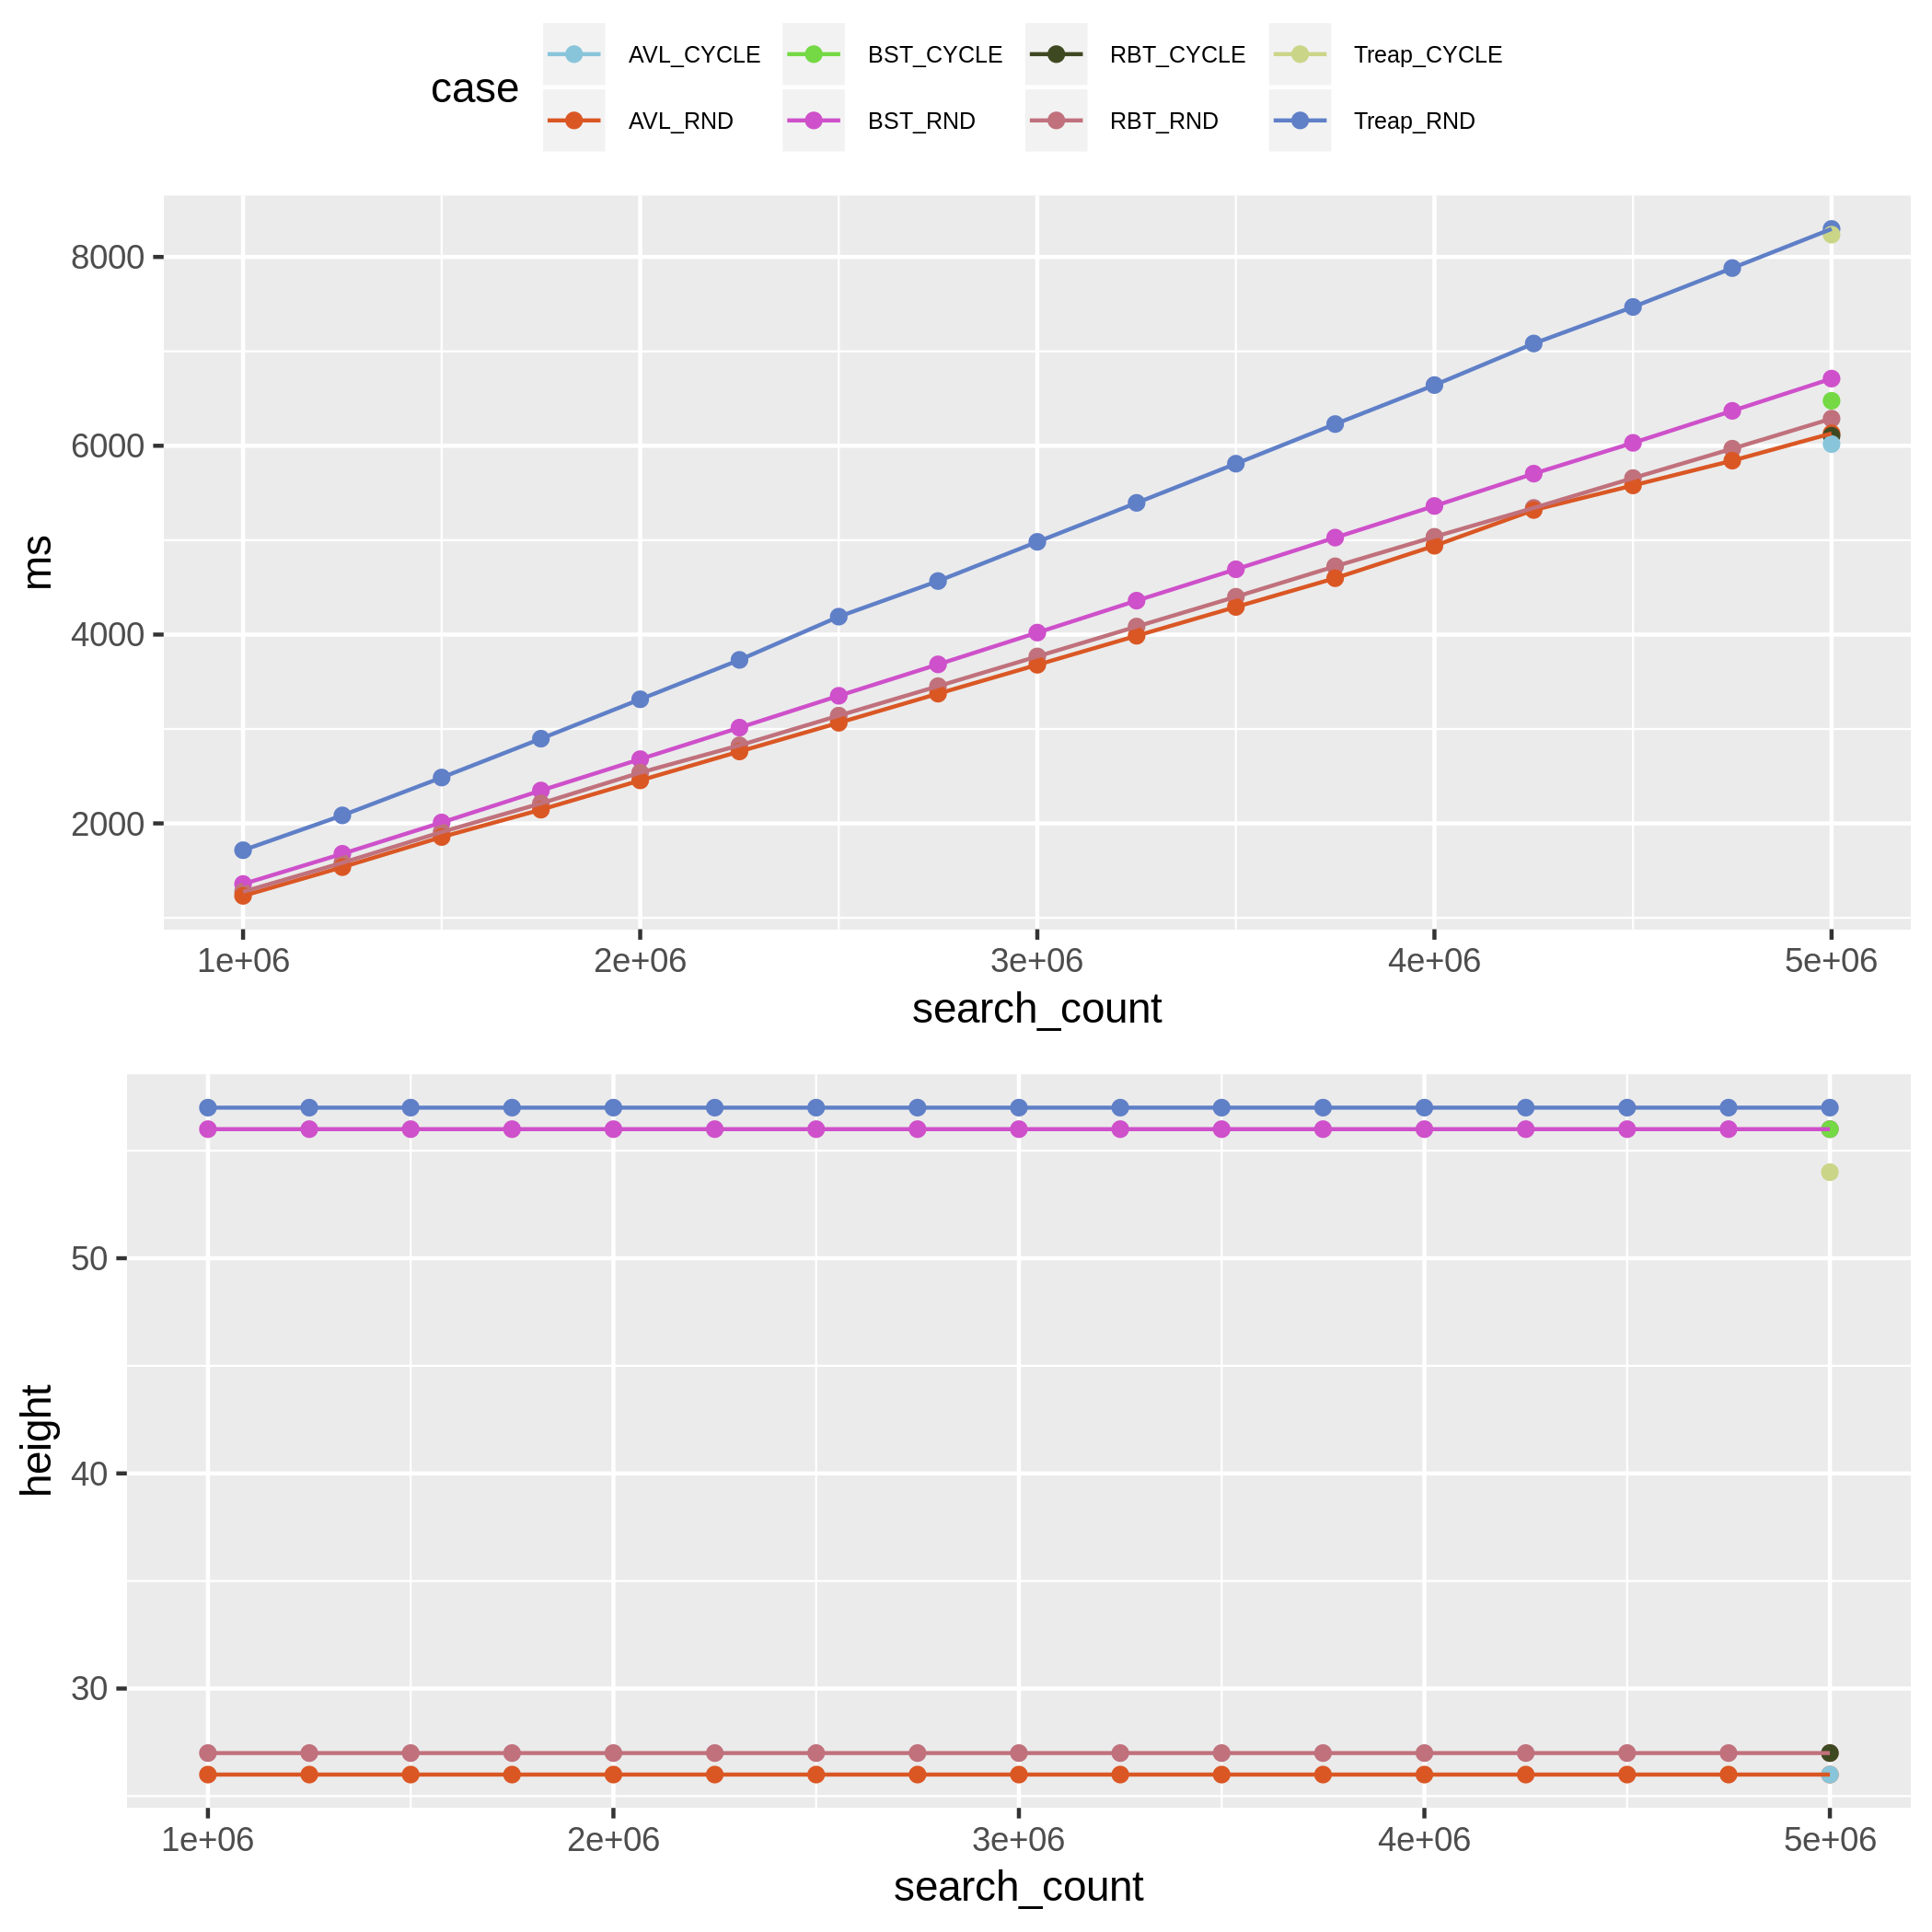 case
AVL_CYCLE BST_CYCLE RBT_CYCLE Treap_CYCLE
AVL_RND BST_RND RBT_RND Treap_RND
8000
6000
4000
2000
ms
1e+06 2e+06 3e+06 4e+06 5e+06
search_count
50
40
30
height
1e+06 2e+06 3e+06 4e+06 5e+06
search_count